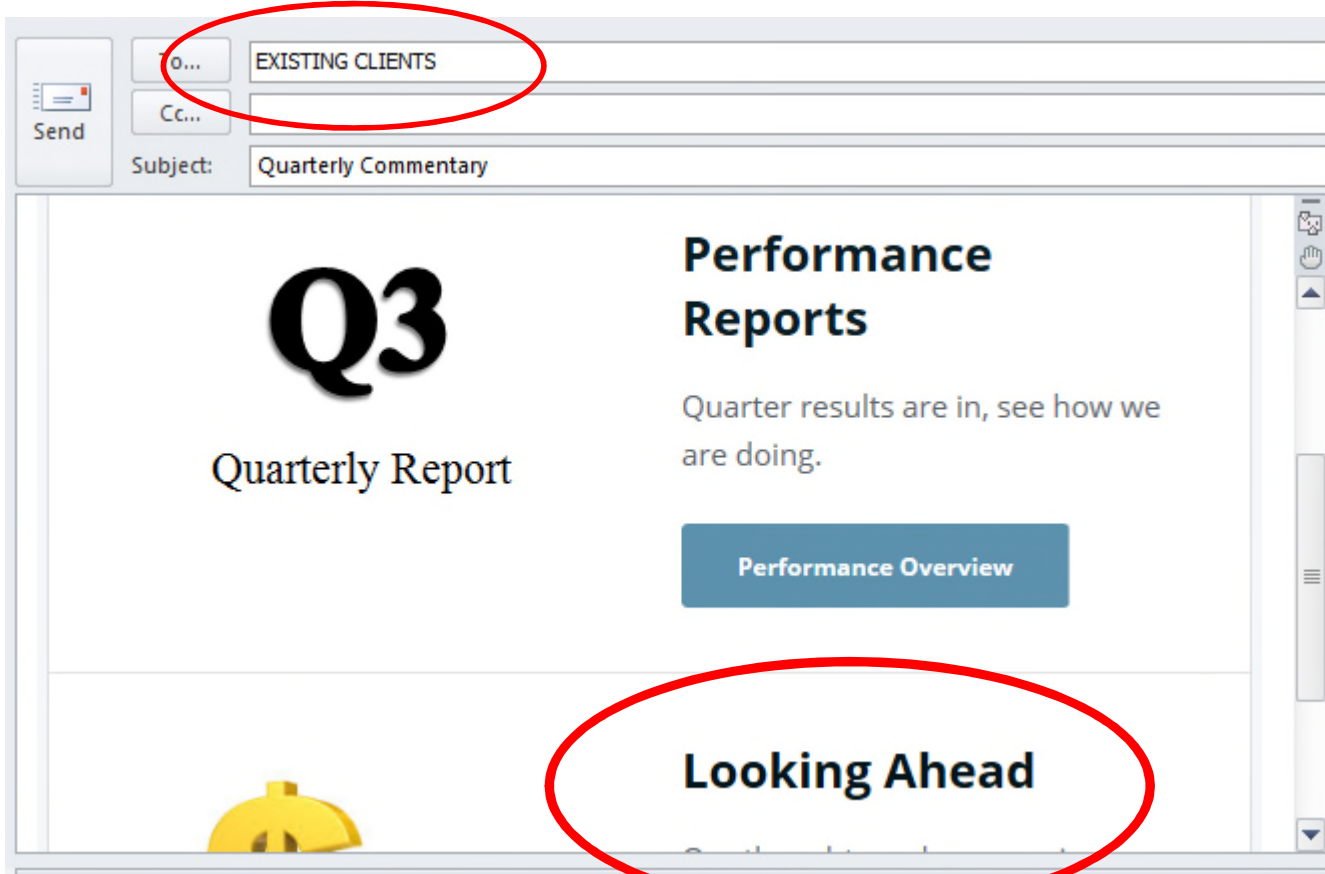 To...
EXISTING CLIENTS
Send
Cc...
Subject:
Quarterly Commentary
Q3
Quarterly Report
Performance
Reports
Quarter results are in, see how we
are doing.
Performance Overview
Looking Ahead